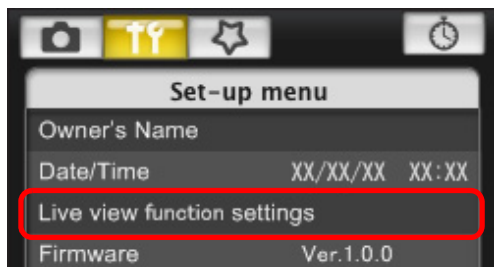 Set-up menu
Owner's Name
Date/Time XX/XX/XX XX:XX
Live view function settings
Firmware Ver.1.0.0